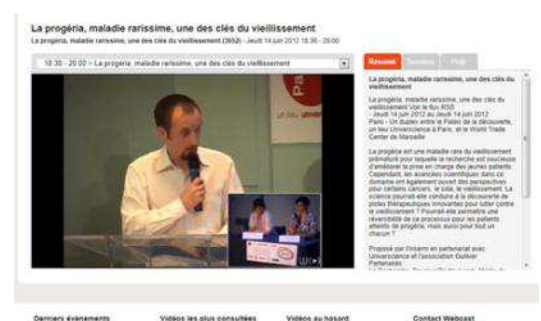 La progéria, maladie rarissime, une des clés du vieillissement
La progéria, maladie rarissime, une des clés du vieillissement (3652) - Jeudi 14 juin 2012 18:30 - 20:00
18:30 - 20:00 > La progéria, maladie rarissime, une des clés du vieillissement
Résumé Help
La progéria, maladie rarissime, une des clés du
vieillissement
La progéria, maladie rarissime, une des clés du
vieillissement Voir le flux RSS
- Jeudi 14 juin 2012 au Jeudi 14 juin 2012
Paris - Un duplex entre le Palais de la découverte,
un lieu Universcience à Paris, et le World Trade
Center de Marseille
La progéria est une maladie rare du vieillissement
prématuré pour laquelle la recherche est soucieuse
d'améliorer la prise en charge des jeunes patients.
Cependant, les avancées scientifiques dans ce
domaine ont également ouvert des perspectives
pour certains cancers, le sida, le vieillissement. La
science pourrait-elle conduire à la découverte de
pistes thérapeutiques innovantes pour lutter contre
le vieillissement ? Pourrait-elle permettre une
réversibilité de ce processus pour les patients
atteints de progéria, mais aussi pour tout un
chacun ?
Proposé par l'Inserm en partenariat avec
Universcience et l'association Gulliver
Partenaires
un lieu
Derniers événements Vidéos les plus consultées Vidéos au hasard Contact Webcast